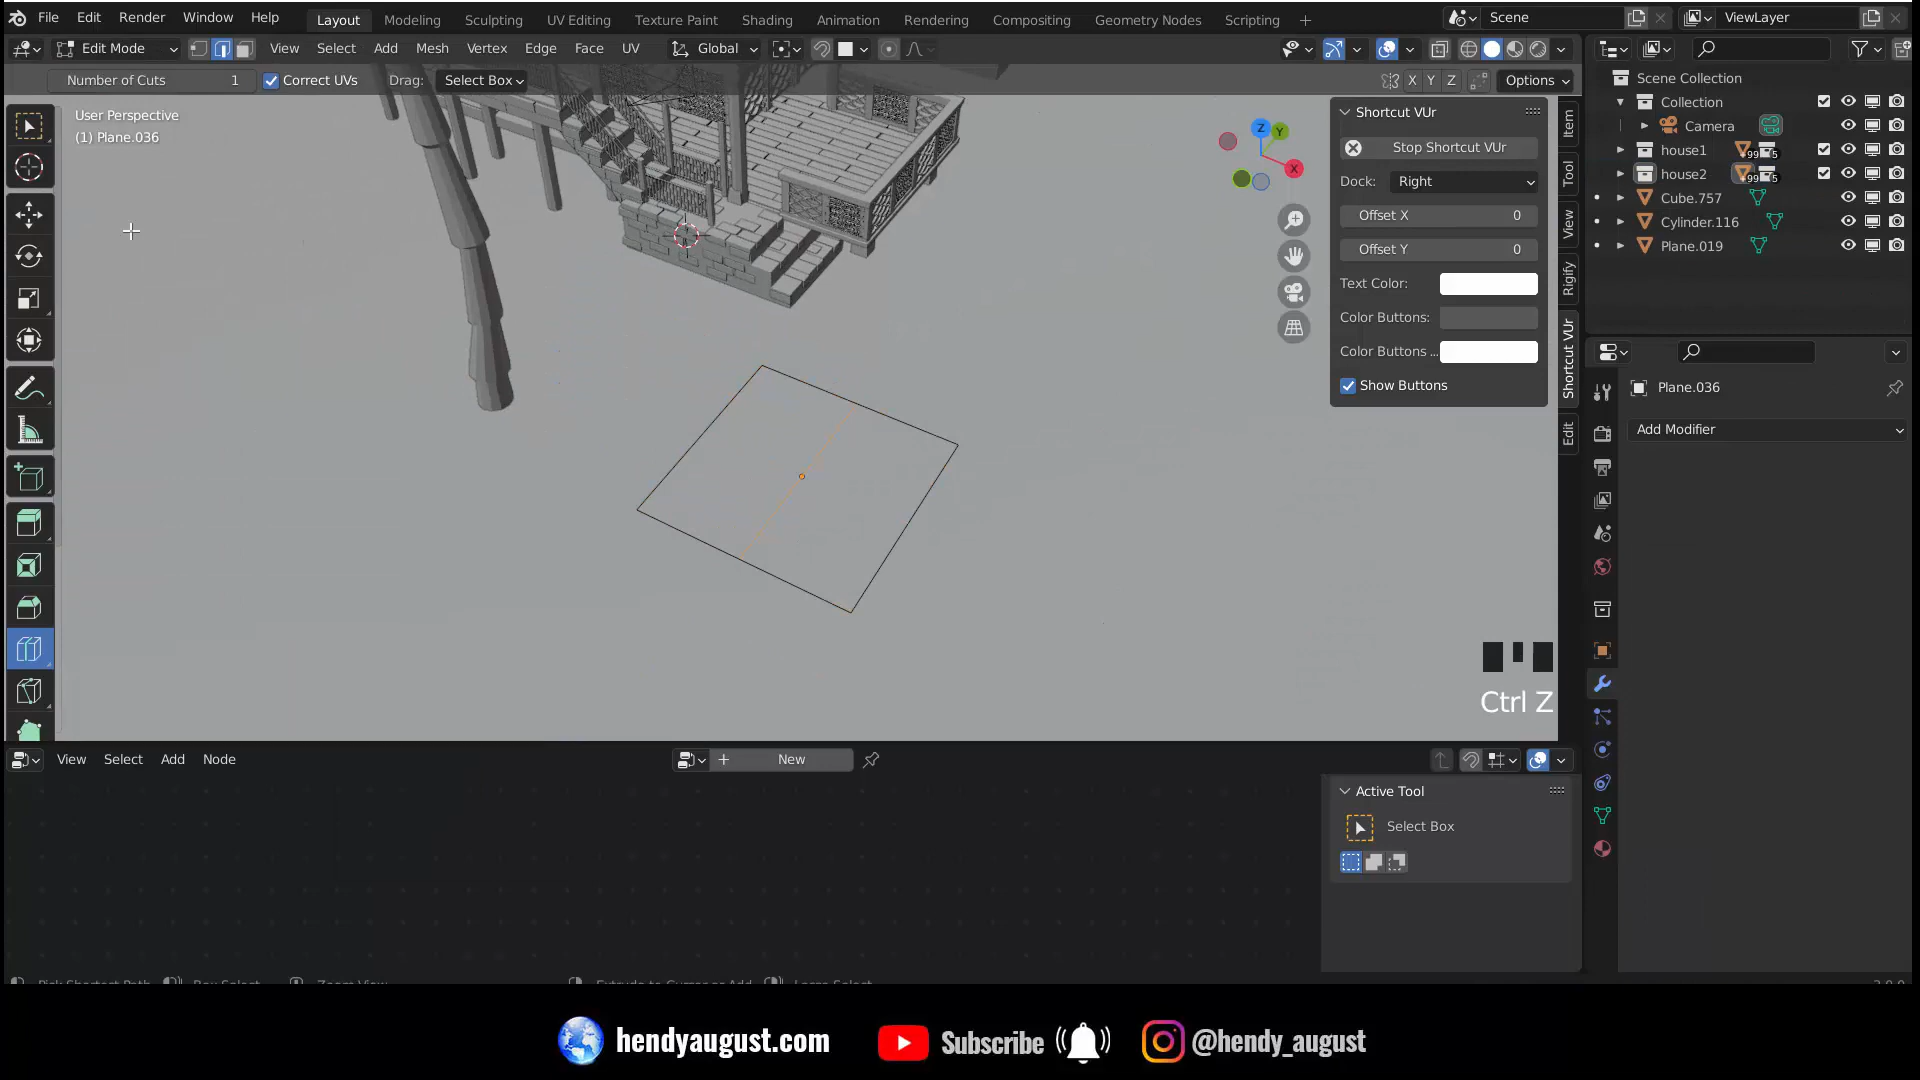 File Edit Render Window Help Layout Modeling Sculpting UV Editing Texture Paint Shading Animation Rendering Compositing Geometry Nodes Scripting Scene ViewLayer
Edit Mode View Select Add Mesh Vertex Edge Face UV Global
Number of Cuts 1 Correct UVs Drag: Select Box X Y Z Options
User Perspective
(1) Plane.036
Z Y X
Shortcut VUr
Stop Shortcut VUr
Dock: Right
Offset X 0
Offset Y 0
Text Color:
Color Buttons:
Color Buttons ...
Show Buttons
Item
Tool
View
Rigify
Shortcut VUr
Edit
Scene Collection
Collection
Camera
house1 99 5
house2 99 5
Cube.757
Cylinder.116
Plane.019
Plane.036
Add Modifier
Ctrl Z
View Select Add Node New
Active Tool
Select Box
hendyaugust.com Subscribe @hendy_august